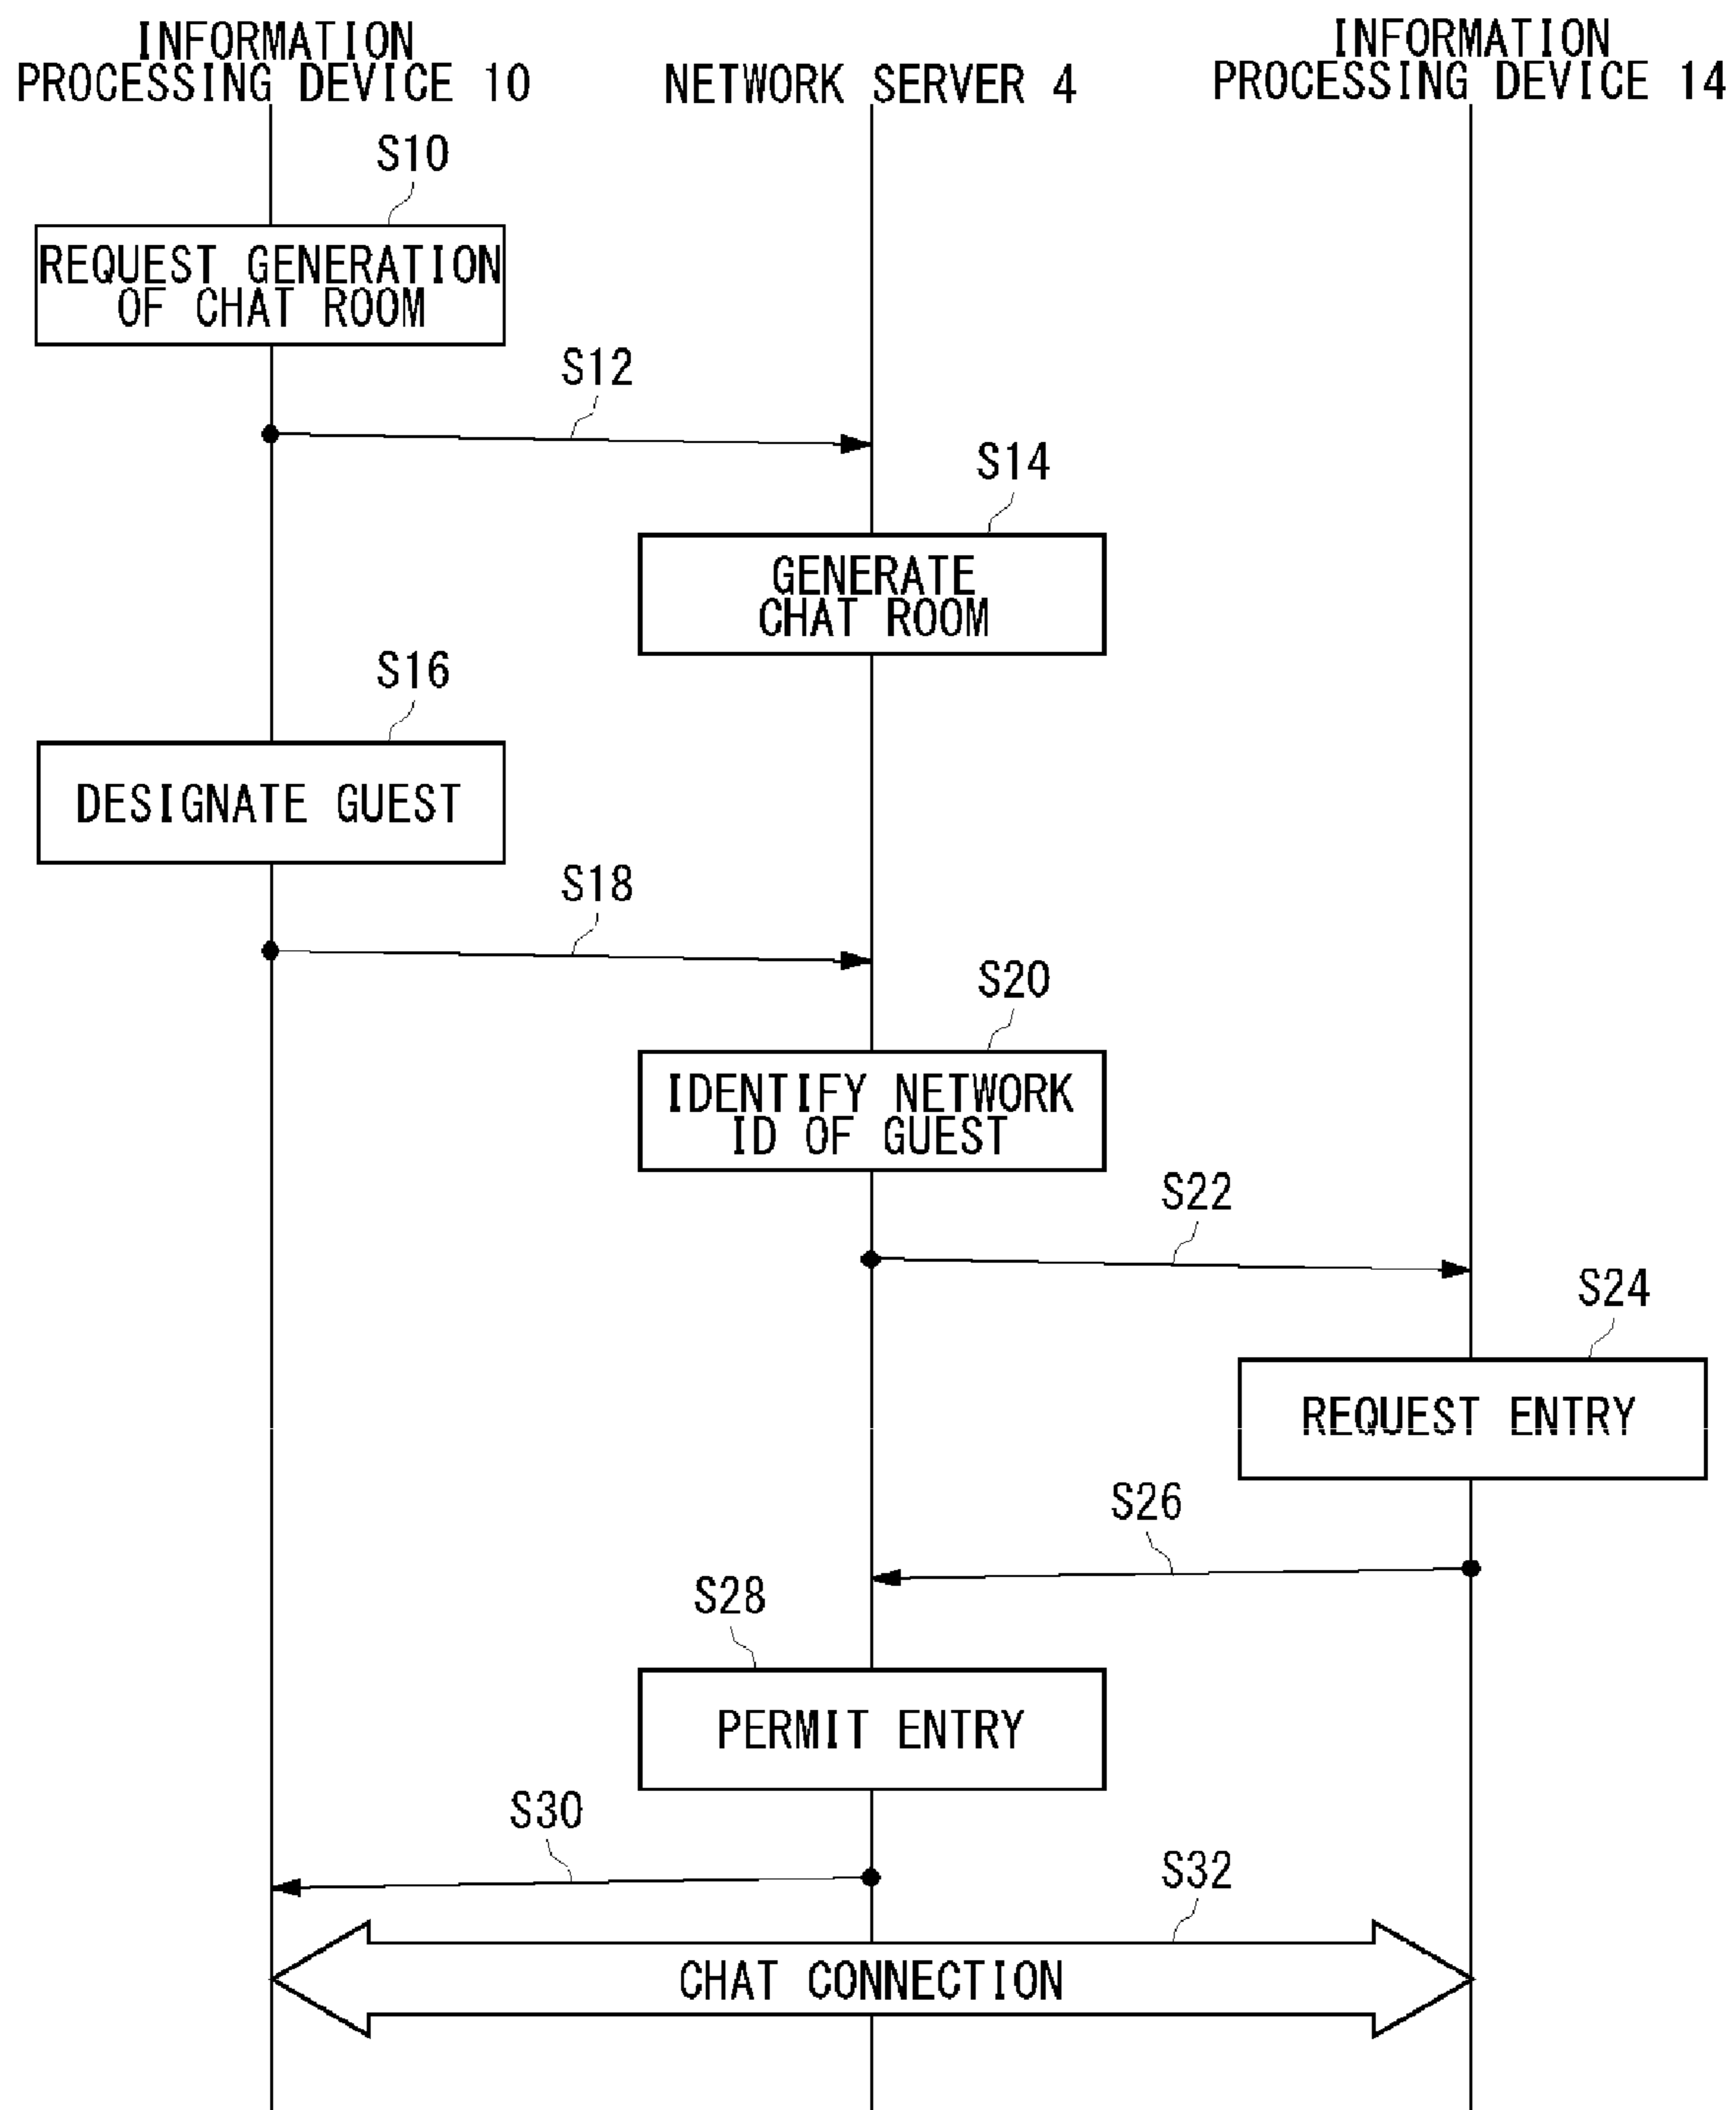 INFORMATION
PROCESSING DEVICE 10
NETWORK SERVER 4
INFORMATION
PROCESSING DEVICE 14
S10
REQUEST GENERATION
OF CHAT ROOM
S12
S14
GENERATE
CHAT ROOM
S16
DESIGNATE GUEST
S18
S20
IDENTIFY NETWORK
ID OF GUEST
S22
S24
REQUEST ENTRY
S26
S28
PERMIT ENTRY
S30
S32
CHAT CONNECTION